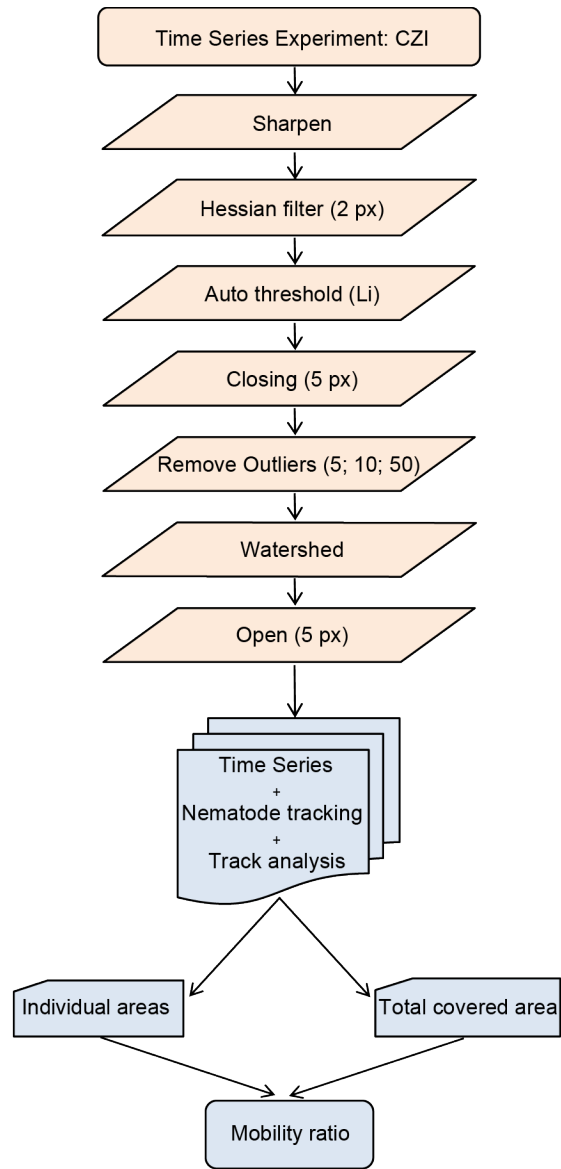 Time Series Experiment: CZI
Sharpen
Hessian filter (2 px)
Auto threshold (Li)
Closing (5 px)
Remove Outliers (5; 10; 50)
Watershed
Open (5 px)
Time Series
+
Nematode tracking
+
Track analysis
Individual areas
Total covered area
Mobility ratio